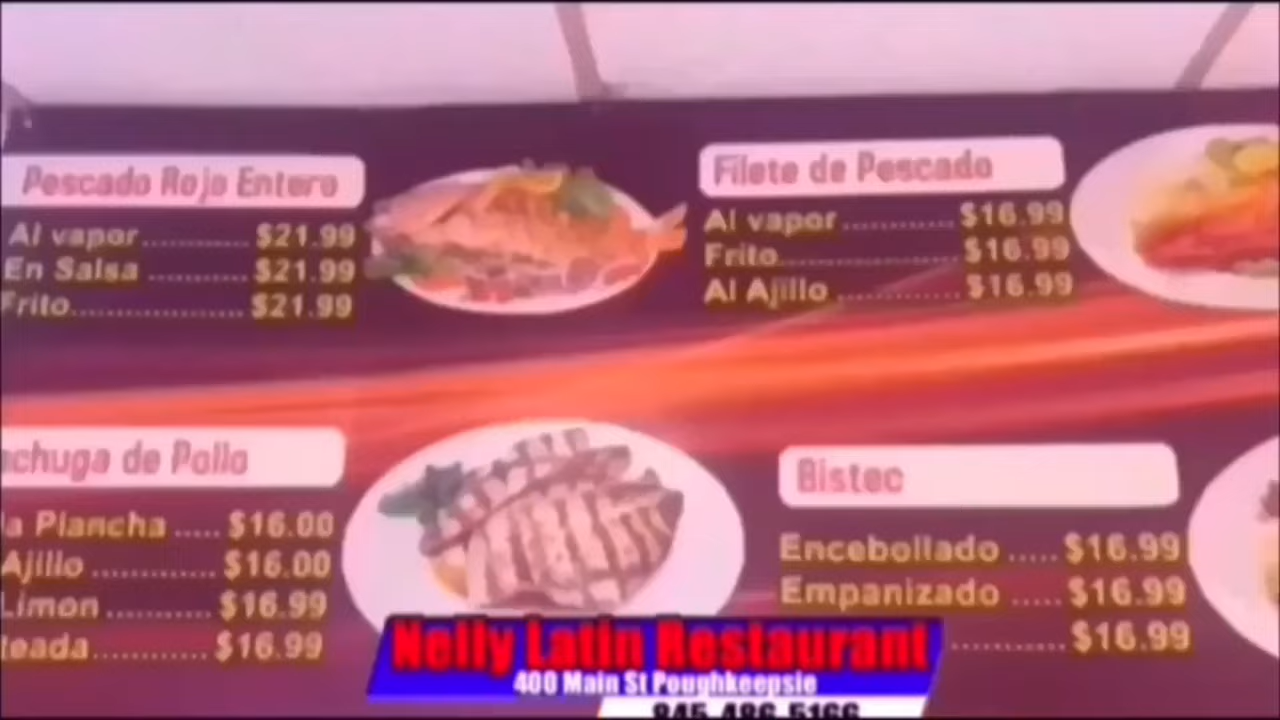 Pescado Rojo Entero
Al vapor.............. $21.99
En Salsa ............. $21.99
Frito...................... $21.99
Filete de Pescado
Al vapor .............. $16.99
Frito....................... $16.99
Al Ajillo ............... $16.99
chuga de Pollo
la Plancha ..... $16.00
Ajillo ............... $16.00
Limon ............. $16.99
teada.............. $16.99
Bistec
Encebollado ..... $16.99
Empanizado ..... $16.99
............ $16.99
Nelly Latin Restaurant
400 Main St Poughkeepsie
845-486-5166